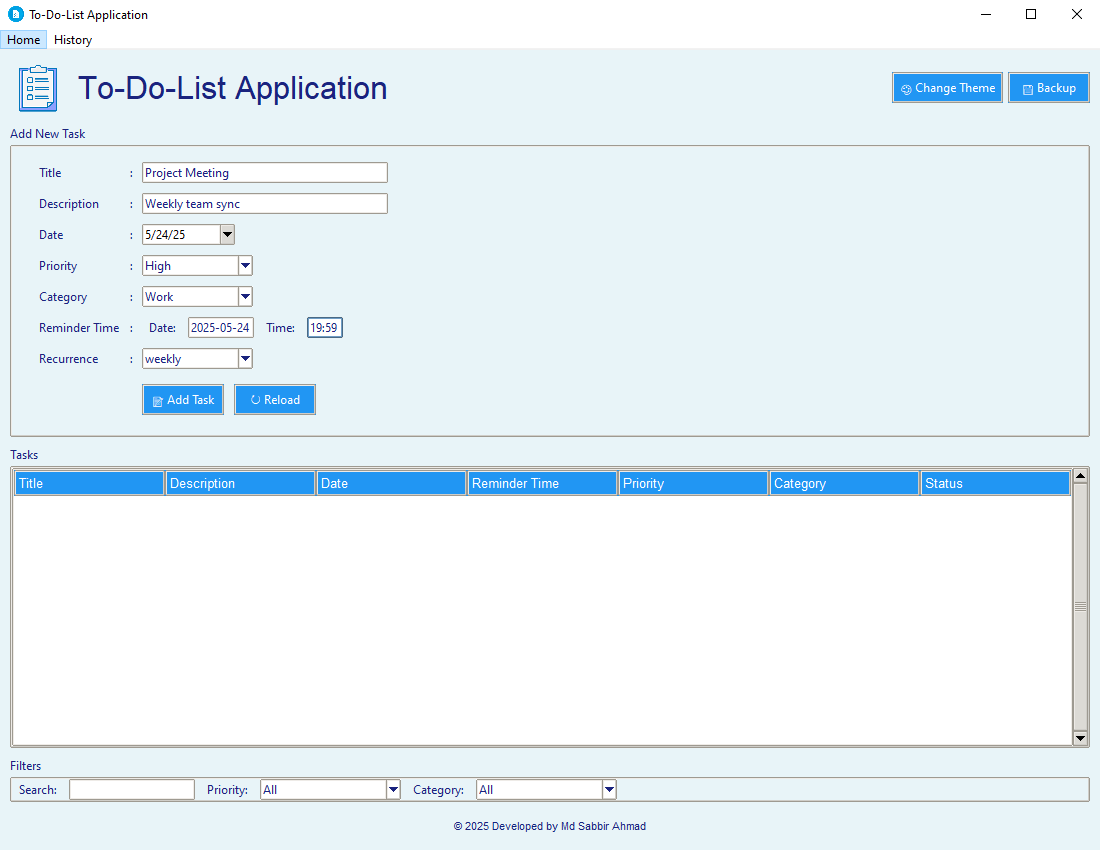 To-Do-List Application
Home History
To-Do-List Application
Change Theme Backup
Add New Task
Title : Project Meeting
Description : Weekly team sync
Date : 5/24/25
Priority : High
Category : Work
Reminder Time : Date: 2025-05-24 Time: 19:59
Recurrence : weekly
Add Task Reload
Tasks
Title Description Date Reminder Time Priority Category Status
Filters
Search: Priority: All Category: All
© 2025 Developed by Md Sabbir Ahmad